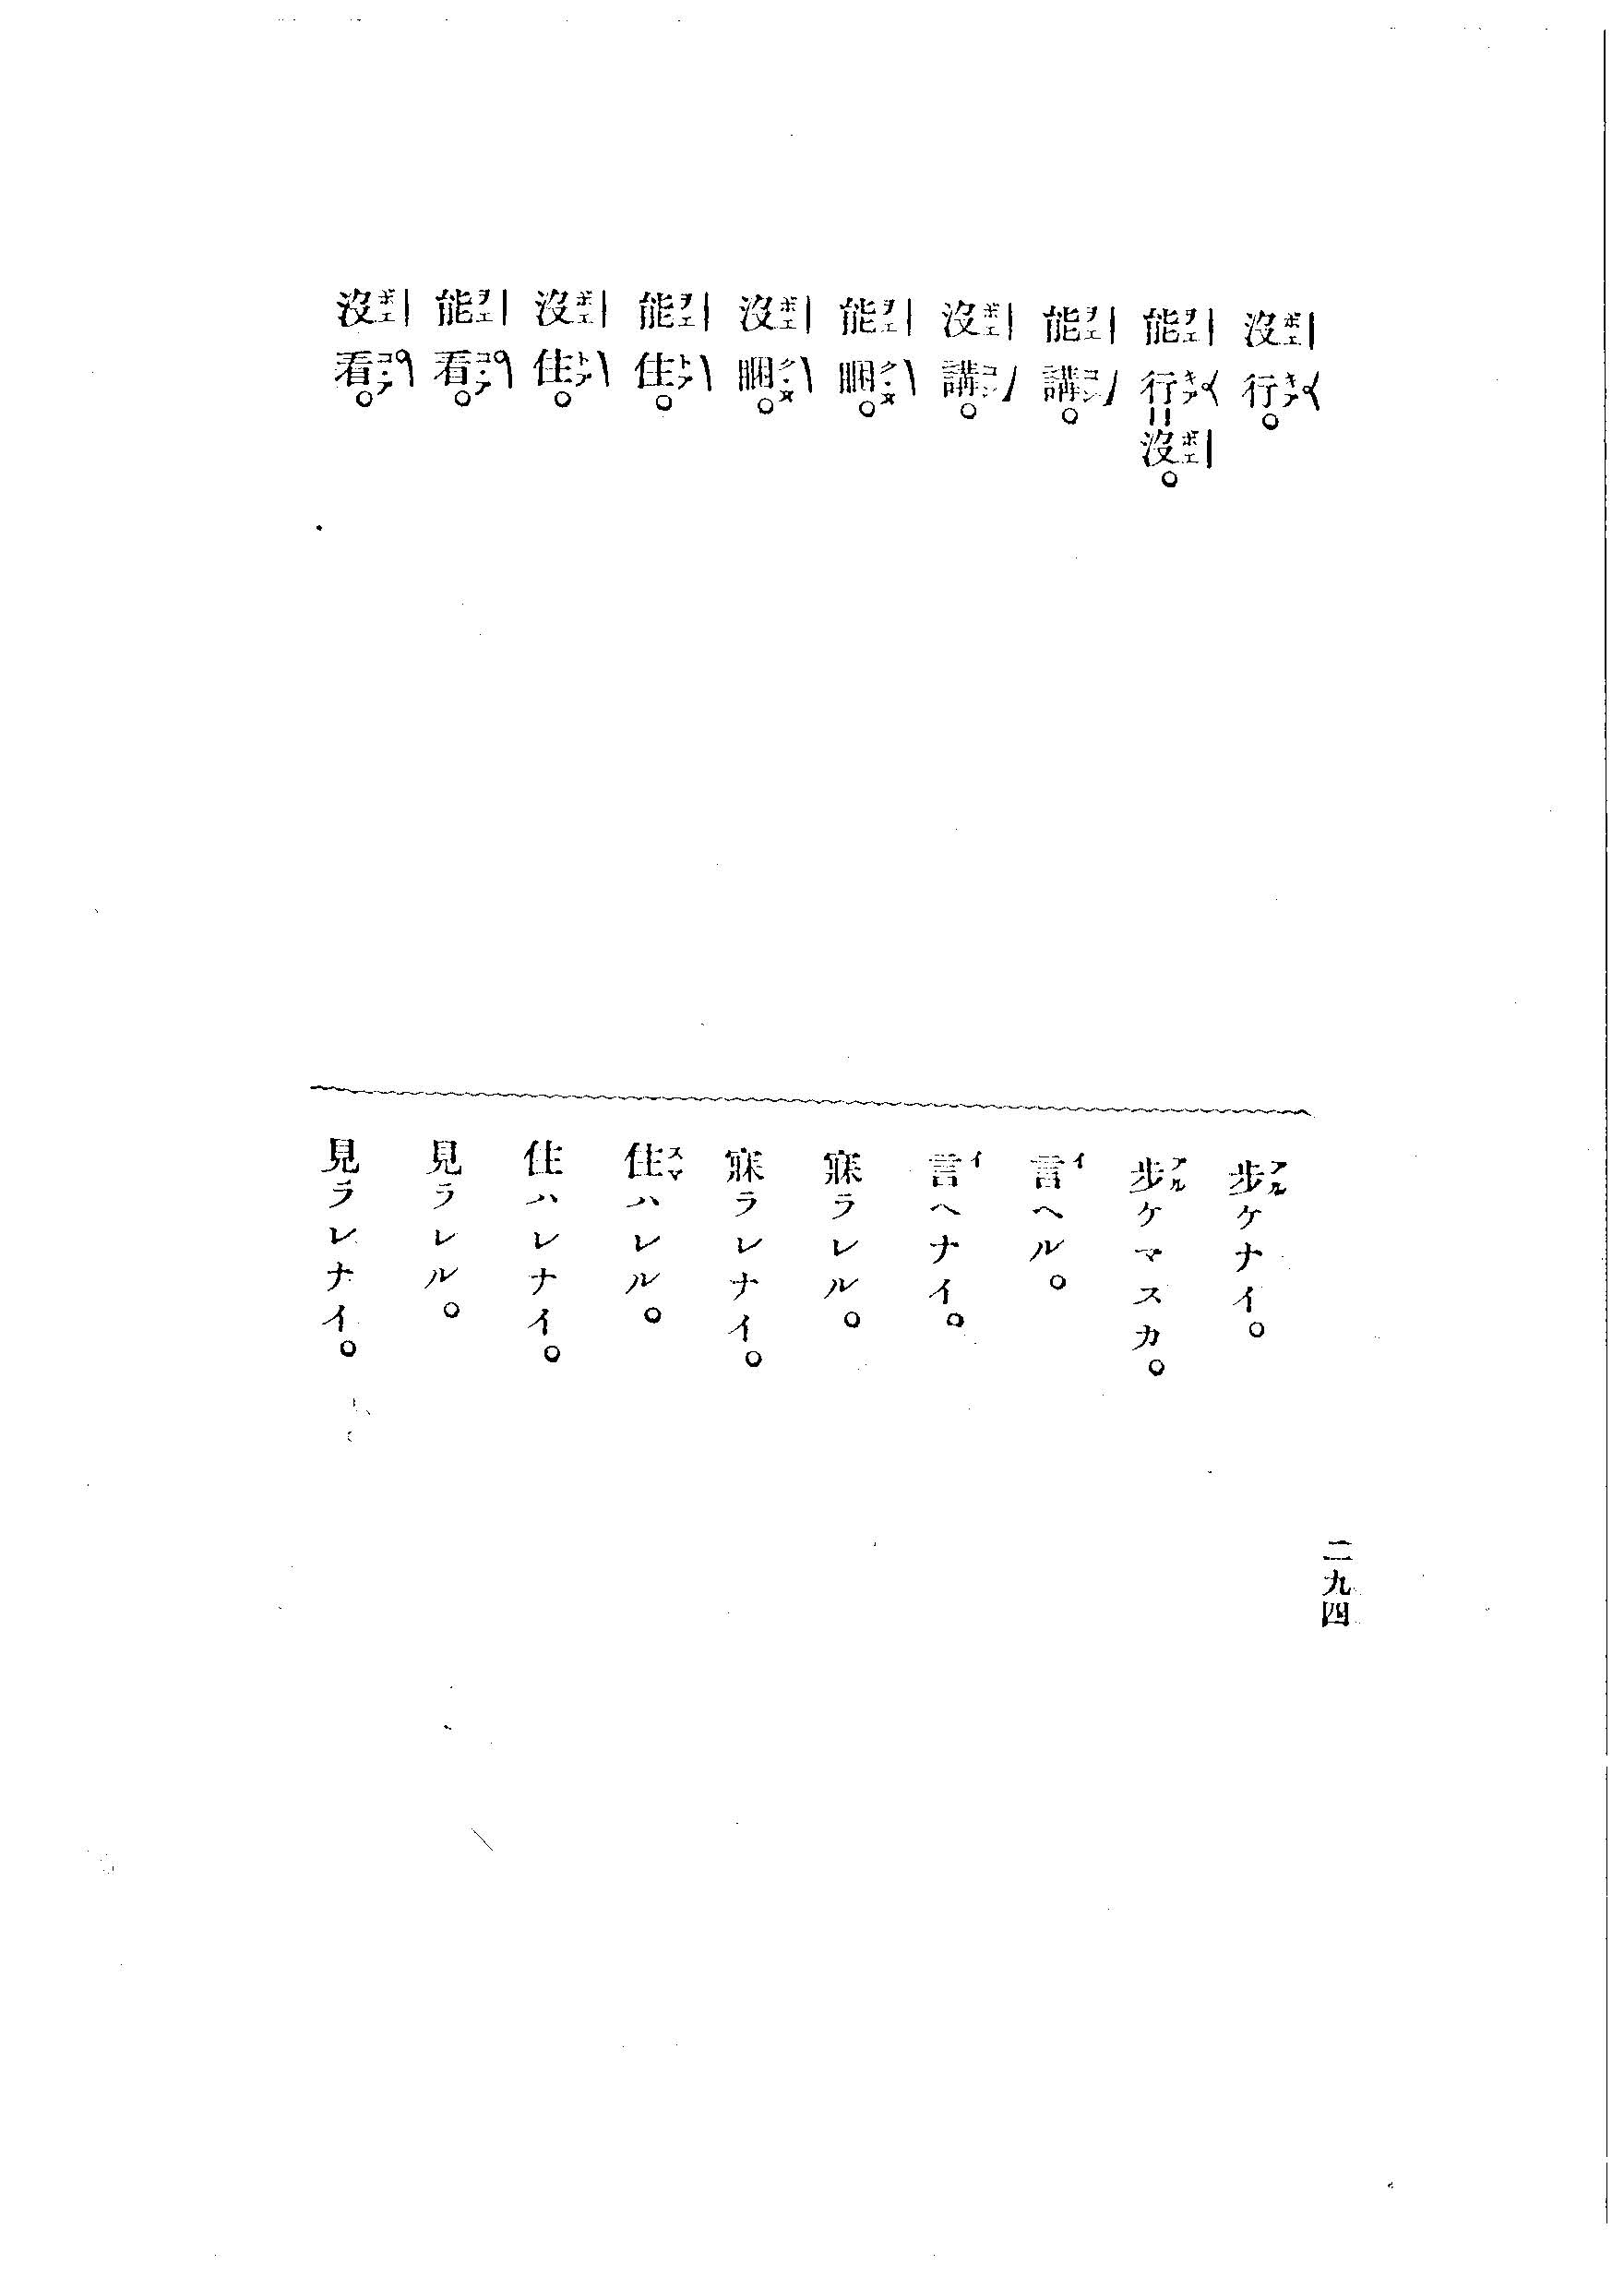 沒行。
能行=沒。
能講。
沒講。
能睏。
沒睏。
能住。
沒住。
能看。
沒看。
歩ケナイ。
歩ケマスカ。
言ヘル。
言ヘナイ。
寐ラレル。
寐ラレナイ。
住ハレル。
住ハレナイ。
見ラレル。
見ラレナイ。
二九四